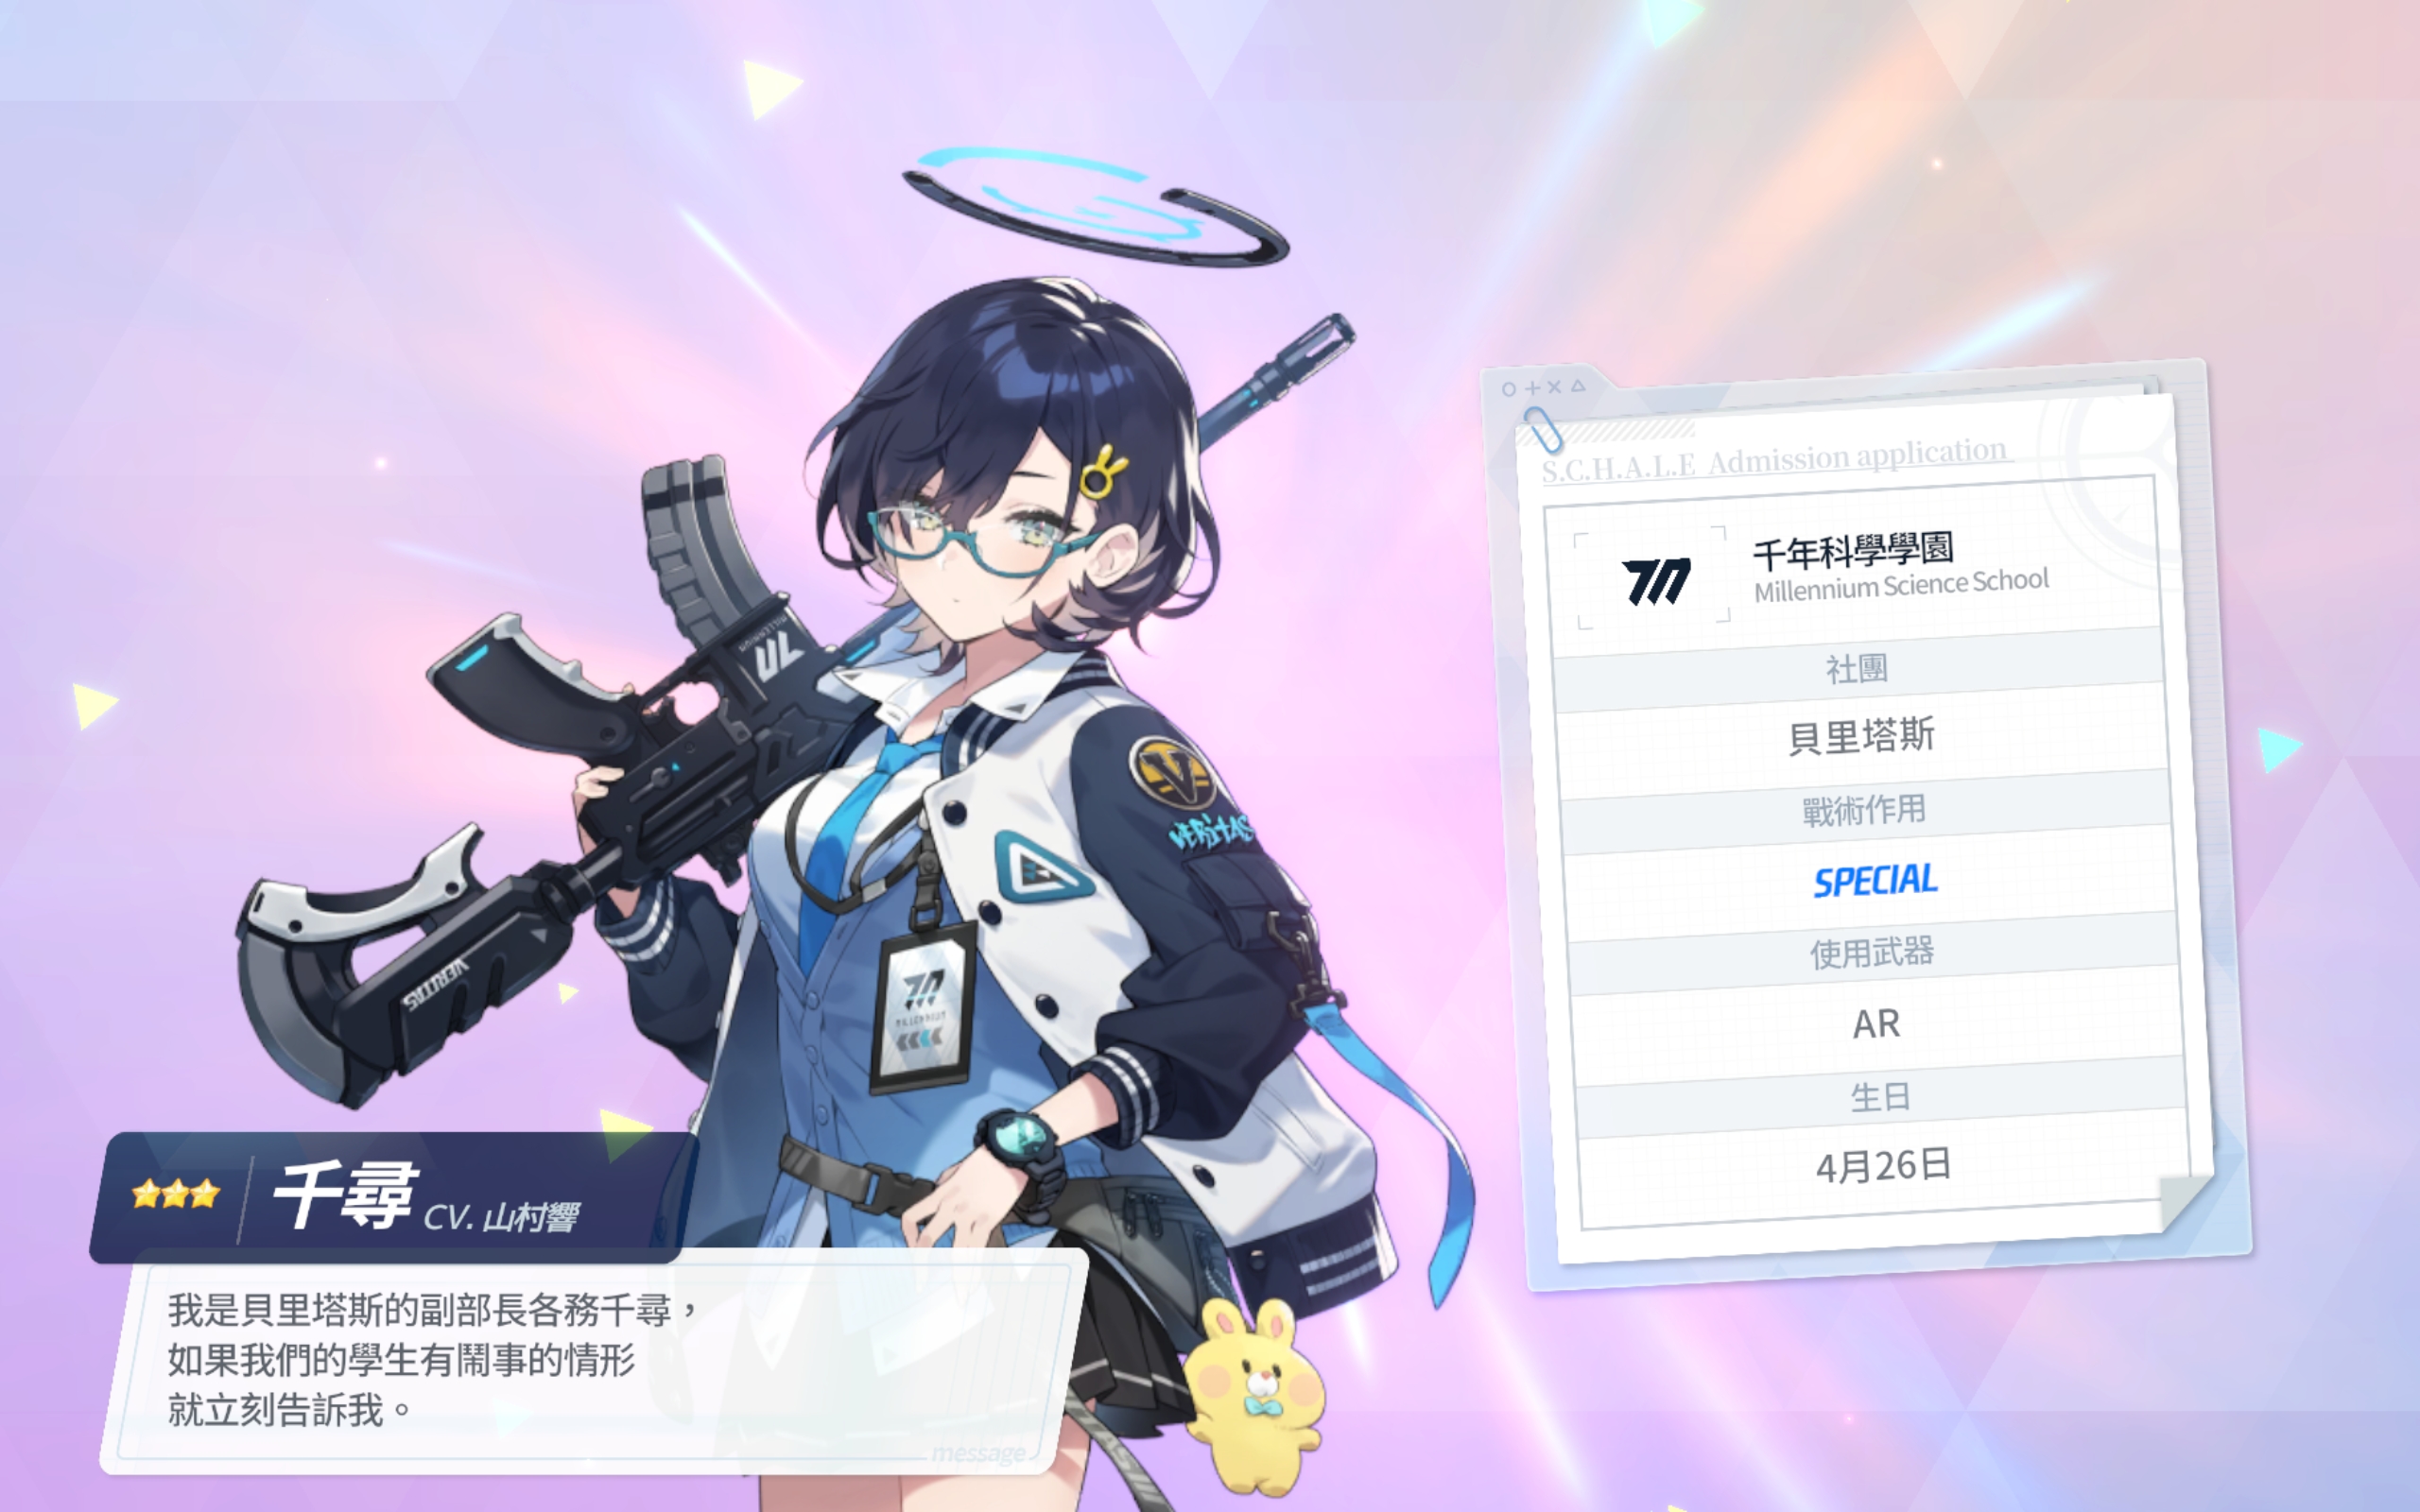 S.C.H.A.L.E Admission application
千年科學學園
Millennium Science School
社團
貝里塔斯
戰術作用
SPECIAL
使用武器
AR
生日
4月26日
MILLENNIUM
VERITAS
VERITAS
MILLENNIUM
千尋 CV. 山村響
我是貝里塔斯的副部長各務千尋，
如果我們的學生有鬧事的情形
就立刻告訴我。
message